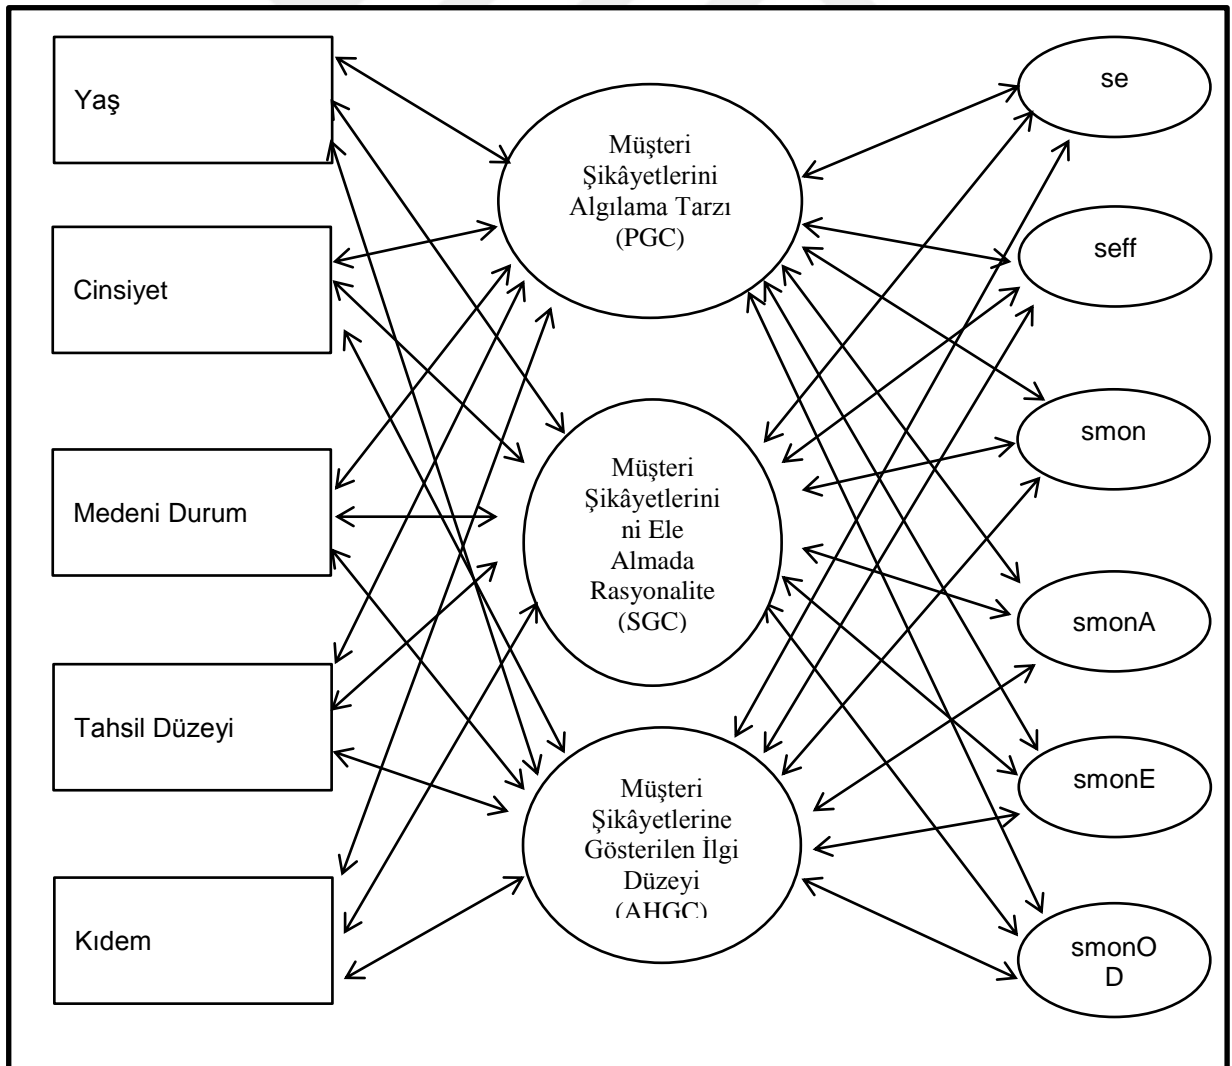 Yaş
Cinsiyet
Medeni Durum
Tahsil Düzeyi
Kıdem
Müşteri
Şikâyetlerini
Algılama Tarzı
(PGC)
Müşteri
Şikâyetlerini
ni Ele
Almada
Rasyonalite
(SGC)
Müşteri
Şikâyetlerine
Gösterilen İlgi
Düzeyi
(AHGC)
se
seff
smon
smonA
smonE
smonO
D